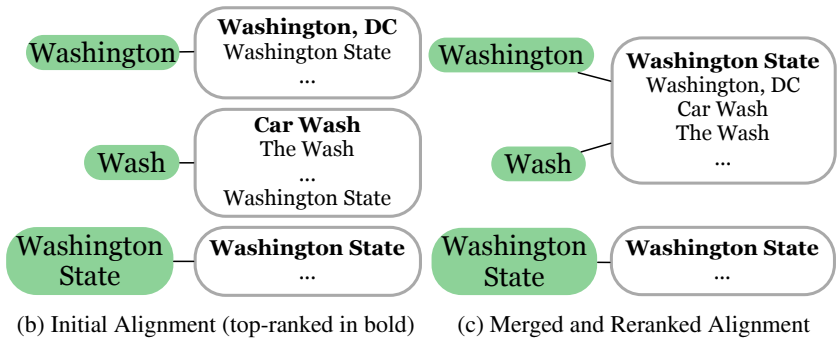 Washington
Washington, DC
Washington State
...
Wash
Car Wash
The Wash
...
Washington State
Washington
State
Washington State
...
(b) Initial Alignment (top-ranked in bold)
Washington
Wash
Washington State
Washington, DC
Car Wash
The Wash
...
Washington
State
Washington State
...
(c) Merged and Reranked Alignment